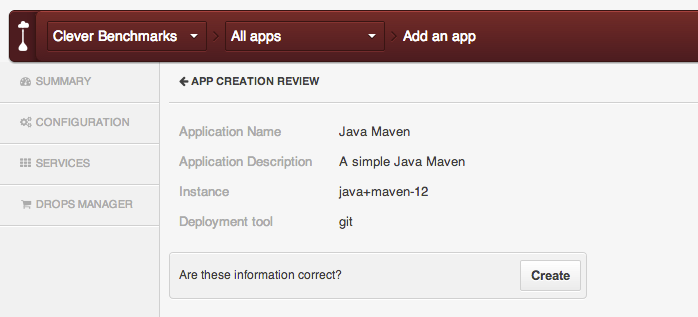 Clever Benchmarks All apps Add an app
SUMMARY
CONFIGURATION
SERVICES
DROPS MANAGER
APP CREATION REVIEW
Application Name Java Maven
Application Description A simple Java Maven
Instance java+maven-12
Deployment tool git
Are these information correct? Create